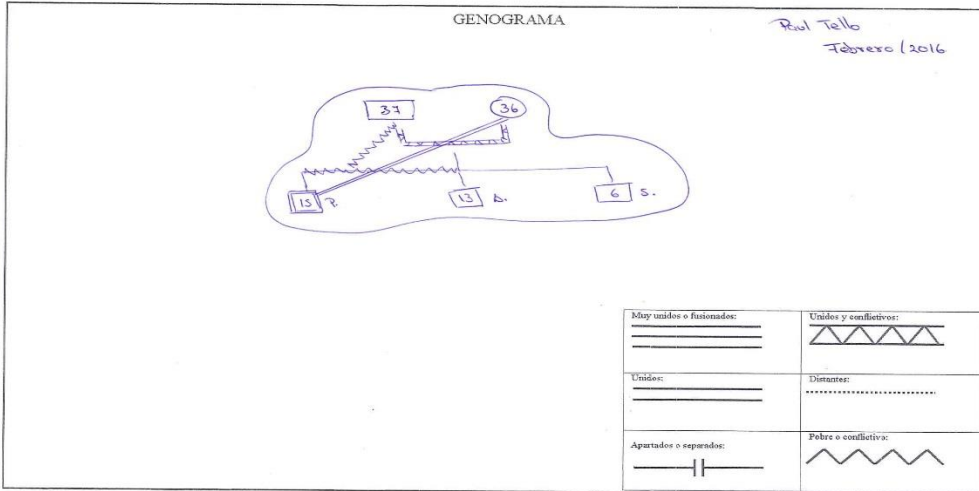 GENOGRAMA
Paul Tello
Febrero/2016
37
36
15 P.
13 D.
6 S.
Muy unidos o fusionados:
Unidos y conflictivos:
Unidos:
Distantes:
Apartados o separados:
Pobre o conflictiva: